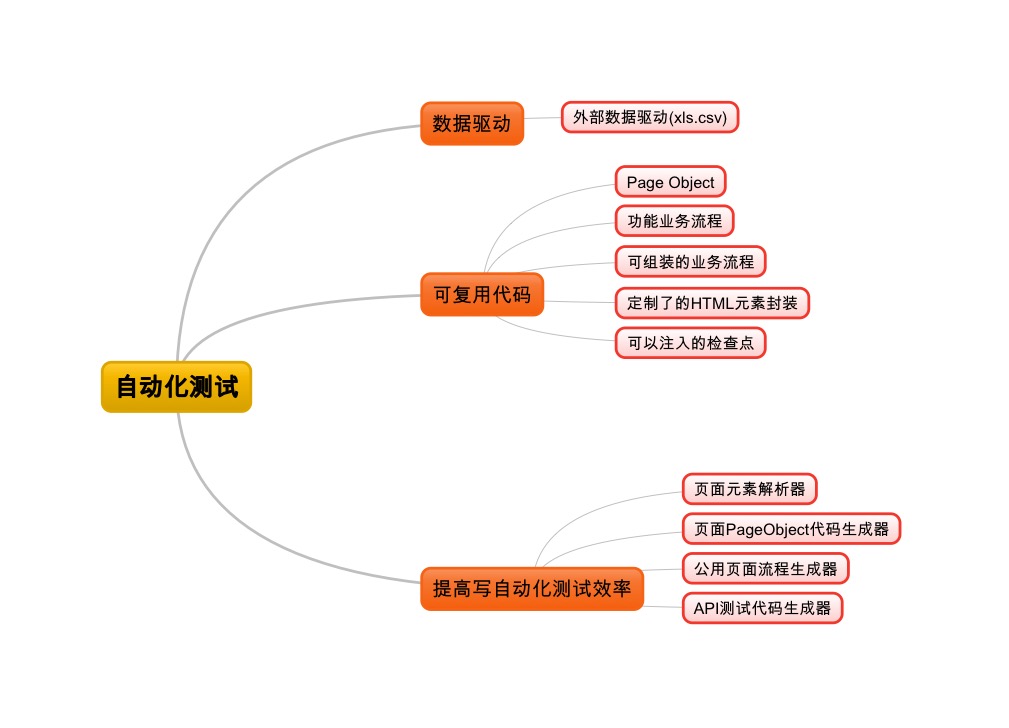 自动化测试
数据驱动
外部数据驱动(xls.csv)
可复用代码
Page Object
功能业务流程
可组装的业务流程
定制了的HTML元素封装
可以注入的检查点
提高写自动化测试效率
页面元素解析器
页面PageObject代码生成器
公用页面流程生成器
API测试代码生成器